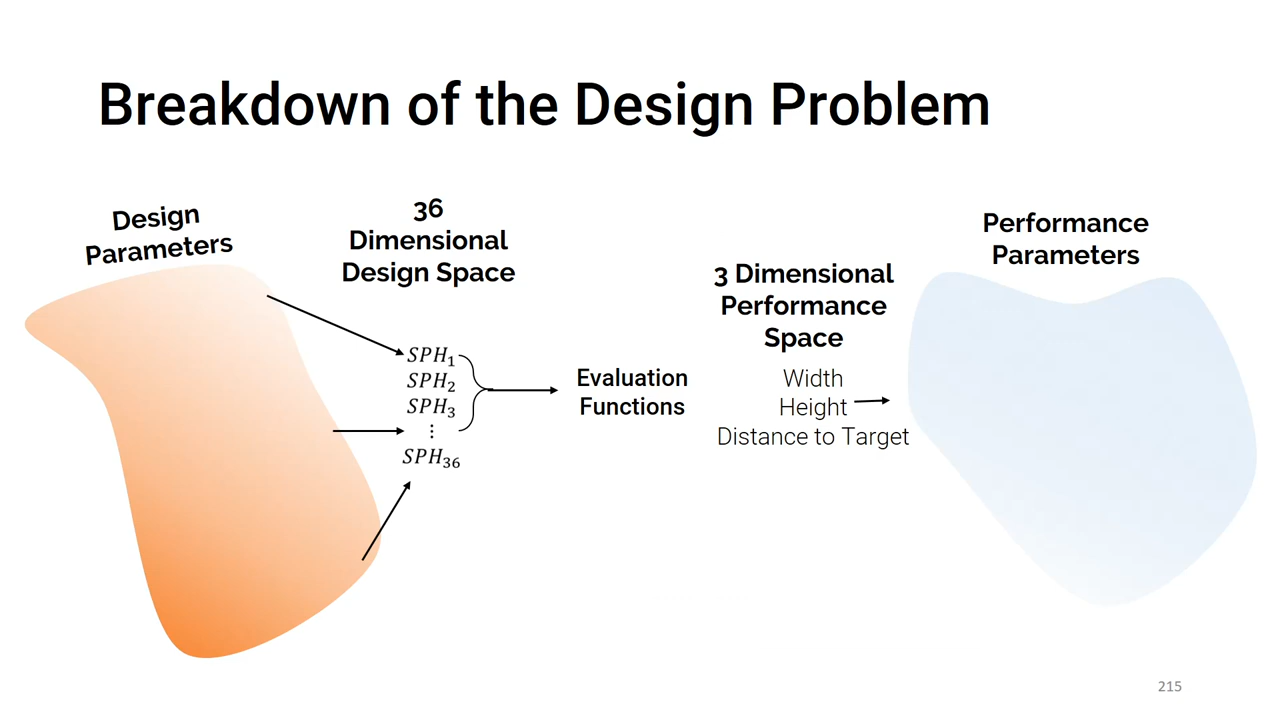 Breakdown of the Design Problem
Design
Parameters
36
Dimensional
Design Space
SPH₁
SPH₂
SPH₃
⋮
SPH₃₆
Evaluation
Functions
3 Dimensional
Performance
Space
Width
Height
Distance to Target
Performance
Parameters
215